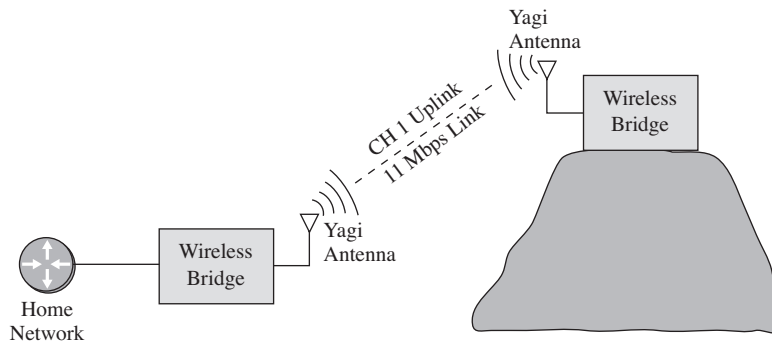 Yagi
Antenna
Wireless
Bridge
CH 1 Uplink
11 Mbps Link
Yagi
Antenna
Wireless
Bridge
Home
Network